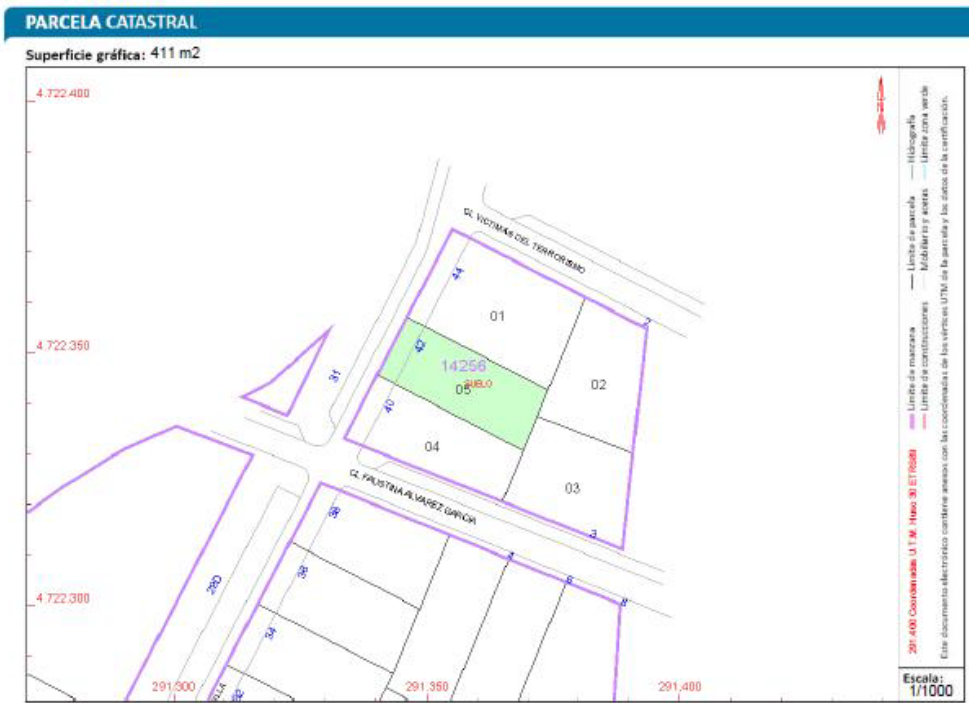 PARCELA CATASTRAL
Superficie gráfica: 411 m2
4.722.400
4.722.350
4.722.300
291.300
291.350
291.400
CL VICTIMAS DEL TERRORISMO
44
01
2
42
14256
SUELO
05
02
31
40
04
03
CL FAUSTINA ALVAREZ GARCIA
3
36
4
6
8
38
28D
34
32
Límite de manzana
Límite de parcela
Hidrografía
Límite de construcciones
Mobiliario y aceras
Límite zona verde
291.400 Coordenadas U.T.M. Huso 30 ETRS89
Este documento electrónico contiene anexos con las coordenadas de los vértices UTM de la parcela y los datos de la certificación.
Escala:
1/1000